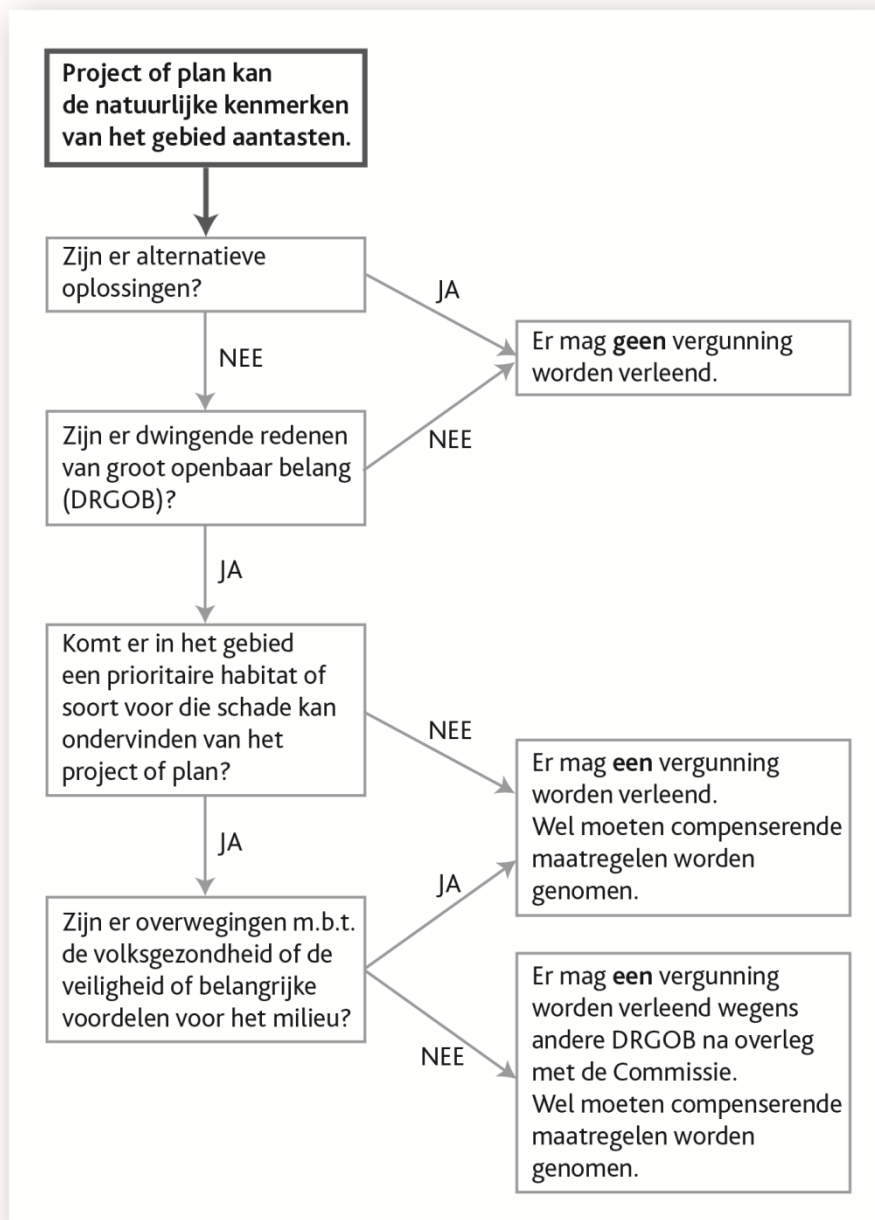 Project of plan kan
de natuurlijke kenmerken
van het gebied aantasten.
Zijn er alternatieve
oplossingen?
JA
Er mag geen vergunning
worden verleend.
NEE
Zijn er dwingende redenen
van groot openbaar belang
(DRGOB)?
NEE
JA
Komt er in het gebied
een prioritaire habitat of
soort voor die schade kan
ondervinden van het
project of plan?
NEE
Er mag een vergunning
worden verleend.
Wel moeten compenserende
maatregelen worden
genomen.
JA
JA
Zijn er overwegingen m.b.t.
de volksgezondheid of de
veiligheid of belangrijke
voordelen voor het milieu?
NEE
Er mag een vergunning
worden verleend wegens
andere DRGOB na overleg
met de Commissie.
Wel moeten compenserende
maatregelen worden
genomen.